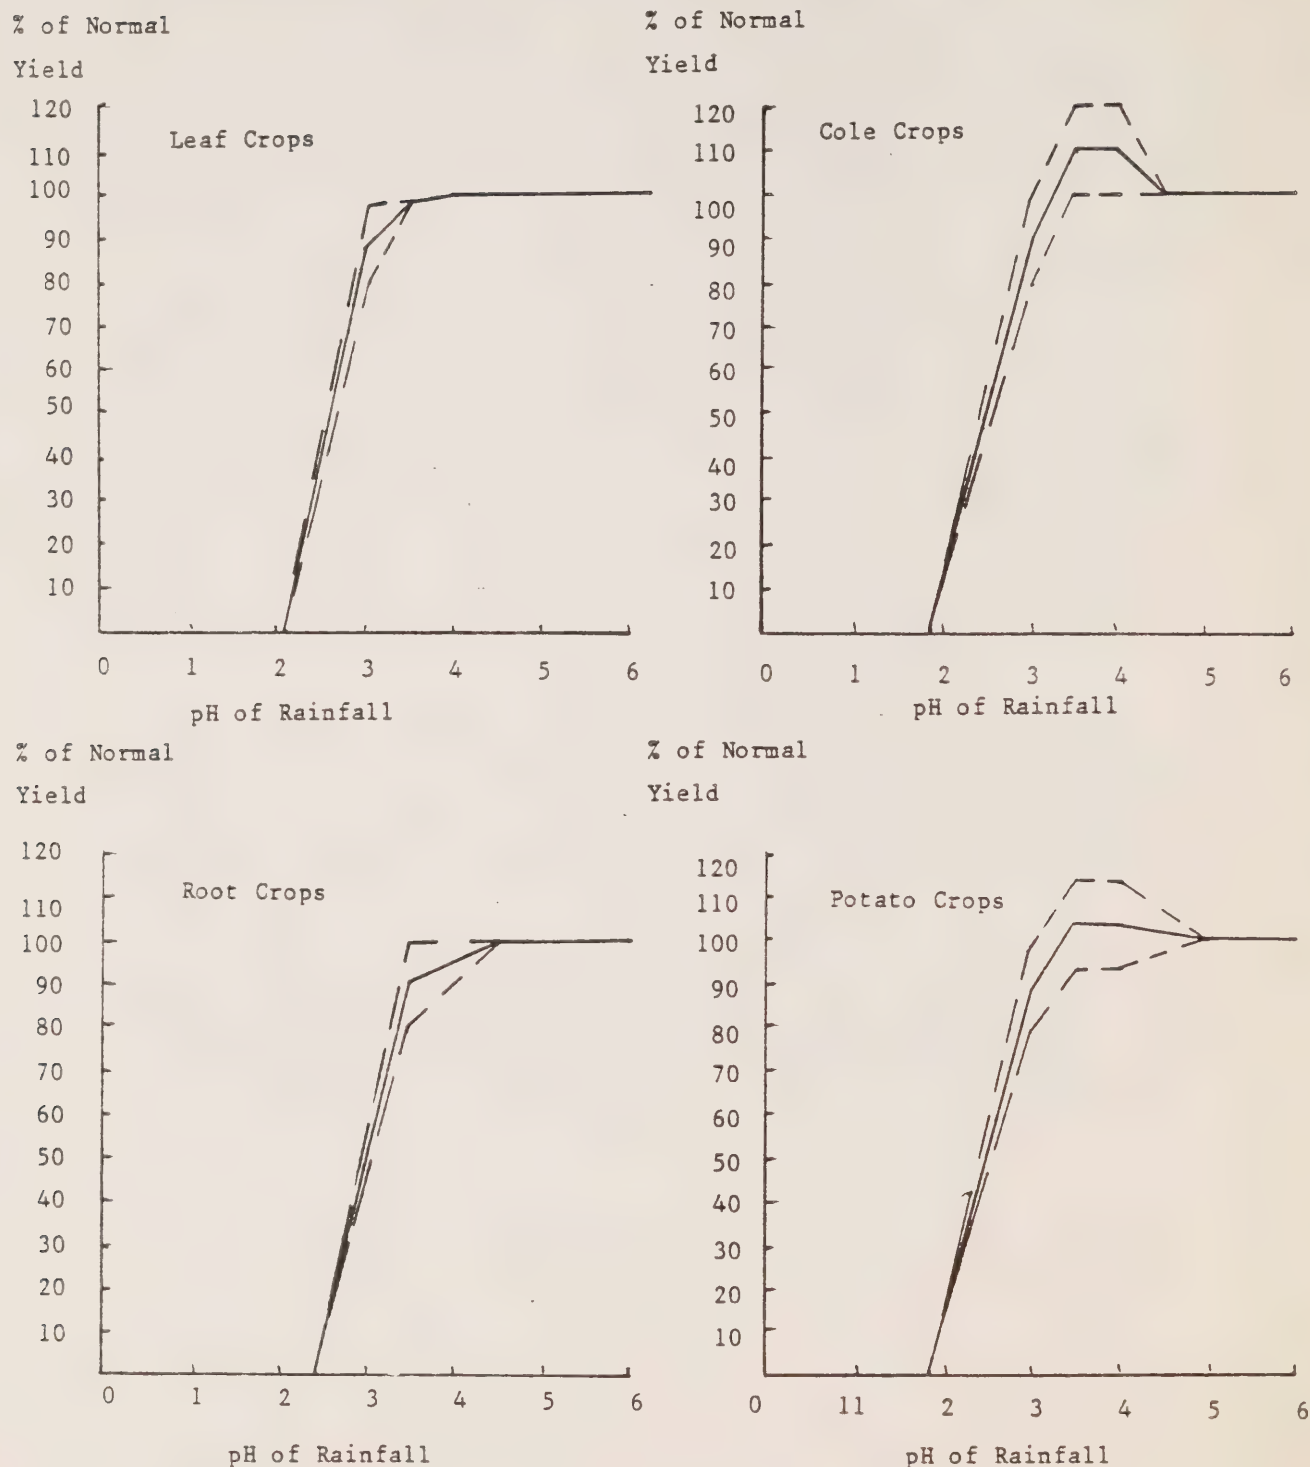 % of Normal
Yield
120
Leaf Crops
110
100
90
80
70
60
50
40
30
20
10
0 1 2 3 4 5 6
pH of Rainfall
% of Normal
Yield
120
Cole Crops
110
100
90
80
70
60
50
40
30
20
10
0 1 2 3 4 5 6
pH of Rainfall
% of Normal
Yield
120
Root Crops
110
100
90
80
70
60
50
40
30
20
10
0 1 2 3 4 5 6
pH of Rainfall
% of Normal
Yield
120
Potato Crops
110
100
90
80
70
60
50
40
30
20
10
0 11 2 3 4 5 6
pH of Rainfall